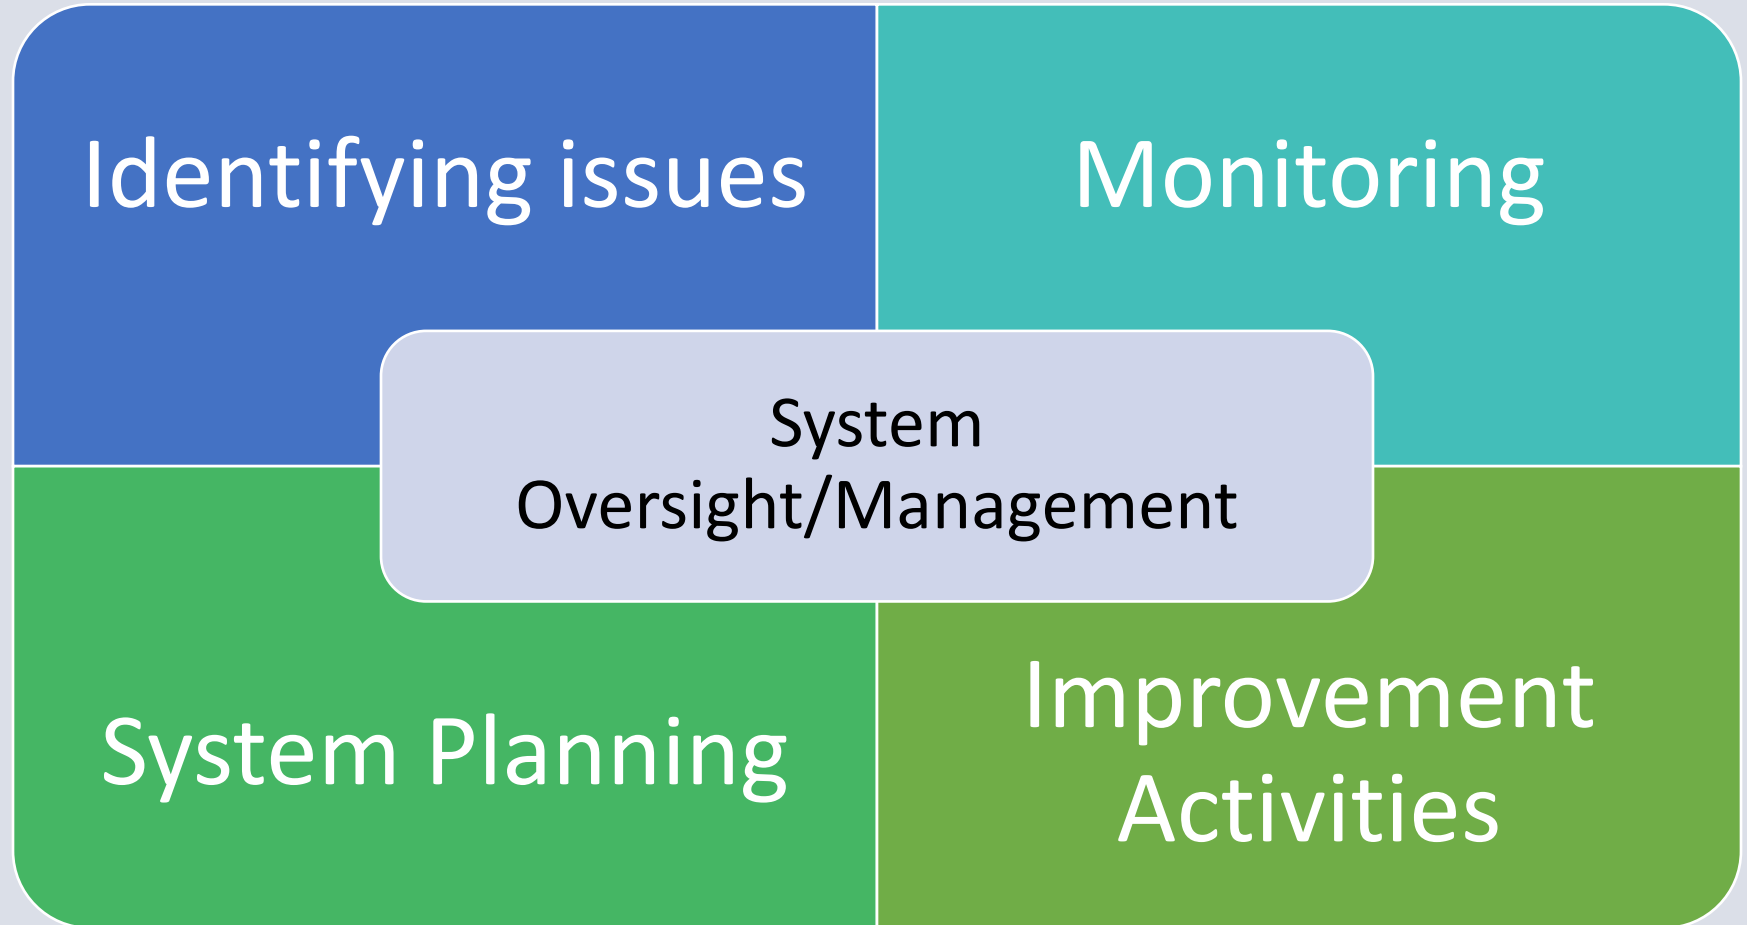 Identifying issues
Monitoring
System
Oversight/Management
System Planning
Improvement
Activities